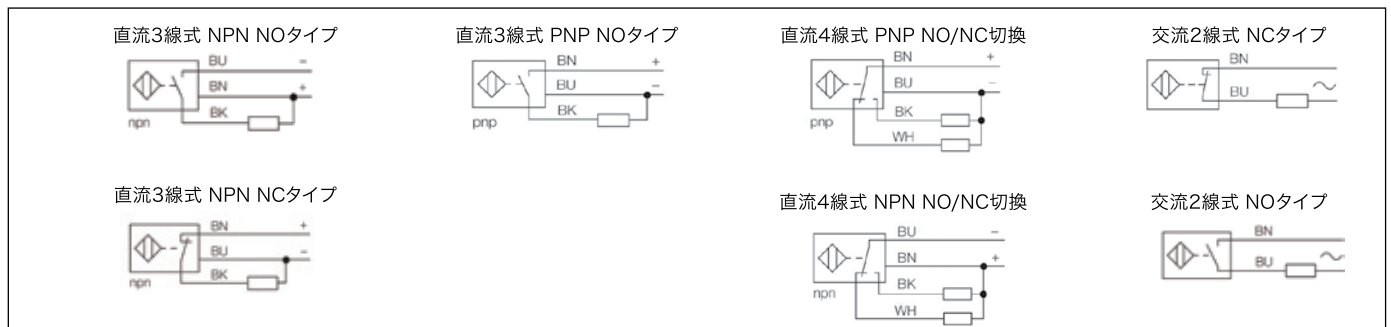 直流3線式 NPN NOタイプ
BU −
BN +
BK
npn
直流3線式 PNP NOタイプ
BN +
BU −
BK
pnp
直流4線式 PNP NO/NC切換
BN +
BU −
BK
pnp
WH
交流2線式 NCタイプ
BN
BU
直流3線式 NPN NCタイプ
BN +
BU −
BK
npn
直流4線式 NPN NO/NC切換
BU −
BN +
BK
npn
WH
交流2線式 NOタイプ
BN
BU